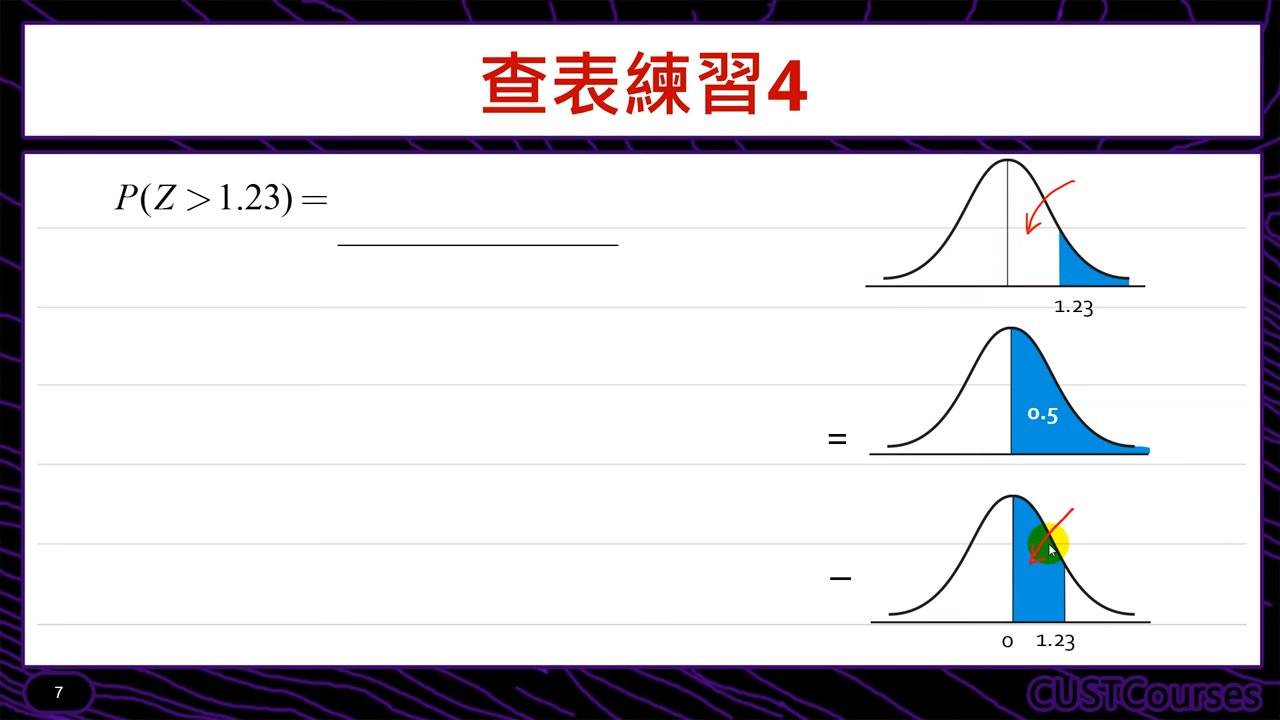 查表練習4
P(Z > 1.23) =
1.23
=
0.5
−
0 1.23
7
CUSTCourses